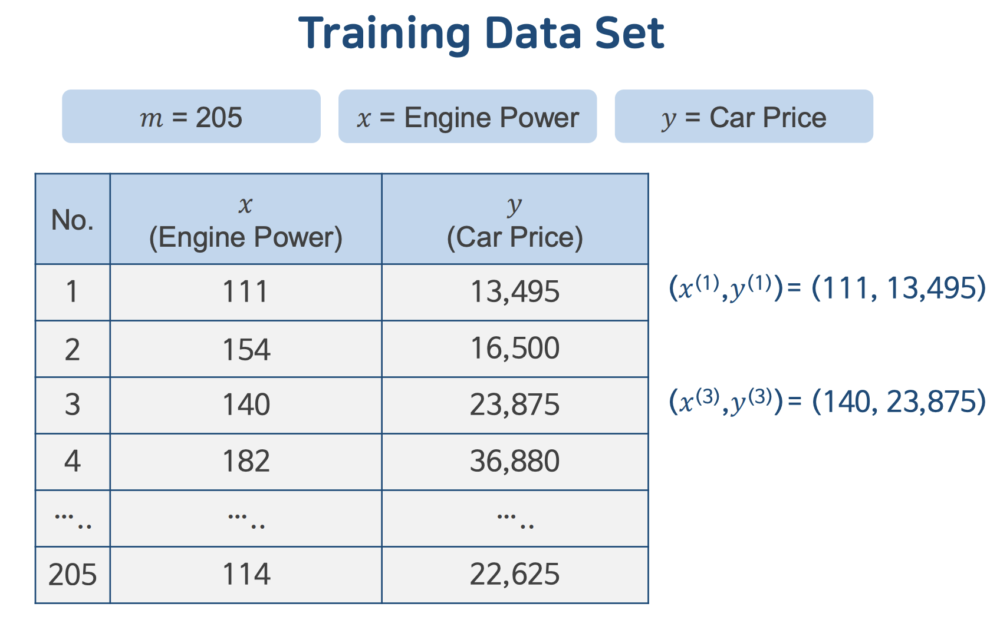 Training Data Set
m = 205
x = Engine Power
y = Car Price
No.
x
(Engine Power)
y
(Car Price)
1 111 13,495
(x⁽¹⁾,y⁽¹⁾)= (111, 13,495)
2 154 16,500
3 140 23,875
(x⁽³⁾,y⁽³⁾)= (140, 23,875)
4 182 36,880
….. ….. …..
205 114 22,625